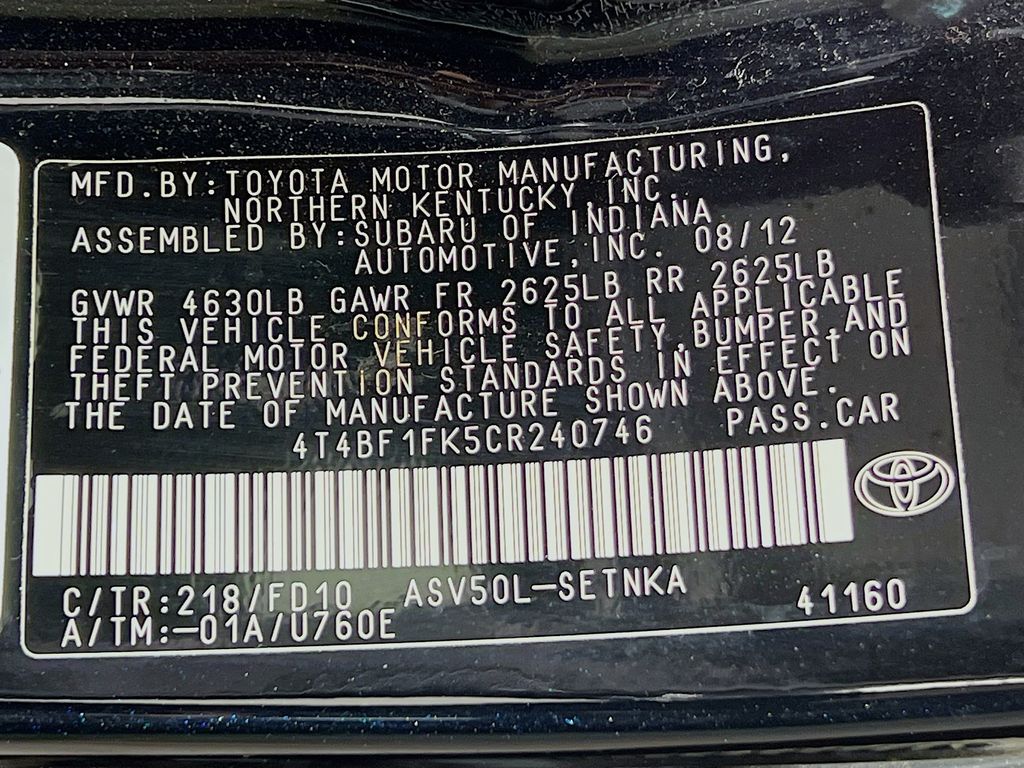 MFD.BY:TOYOTA MOTOR MANUFACTURING,
NORTHERN KENTUCKY,INC.
ASSEMBLED BY:SUBARU OF INDIANA
AUTOMOTIVE,INC. 08/12
GVWR 4630LB GAWR FR 2625LB RR 2625LB
THIS VEHICLE CONFORMS TO ALL APPLICABLE
FEDERAL MOTOR VEHICLE SAFETY,BUMPER,AND
THEFT PREVENTION STANDARDS IN EFFECT ON
THE DATE OF MANUFACTURE SHOWN ABOVE.
4T4BF1FK5CR240746 PASS.CAR
C/TR:218/FD10 ASV50L-SETNKA 41160
A/TM:-01A/U760E